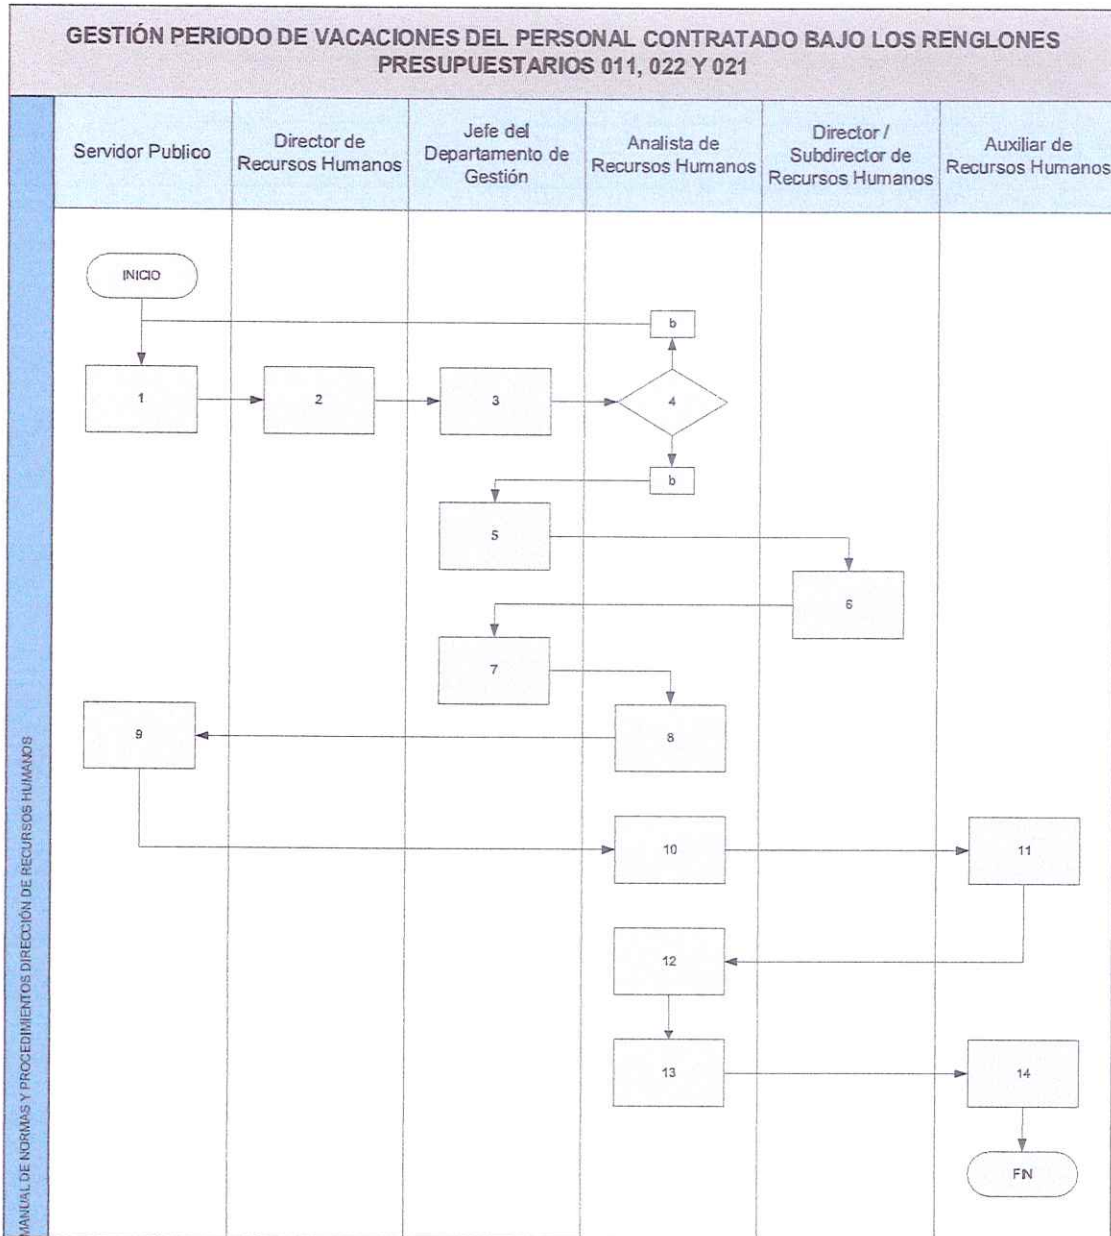 GESTIÓN PERIODO DE VACACIONES DEL PERSONAL CONTRATADO BAJO LOS RENGLONES
PRESUPUESTARIOS 011, 022 Y 021
Servidor Publico
Director de
Recursos Humanos
Jefe del
Departamento de
Gestión
Analista de
Recursos Humanos
Director /
Subdirector de
Recursos Humanos
Auxiliar de
Recursos Humanos
INICIO
b
1
2
3
4
b
5
6
7
8
9
10
11
12
13
14
FIN
MANUAL DE NORMAS Y PROCEDIMIENTOS DIRECCIÓN DE RECURSOS HUMANOS